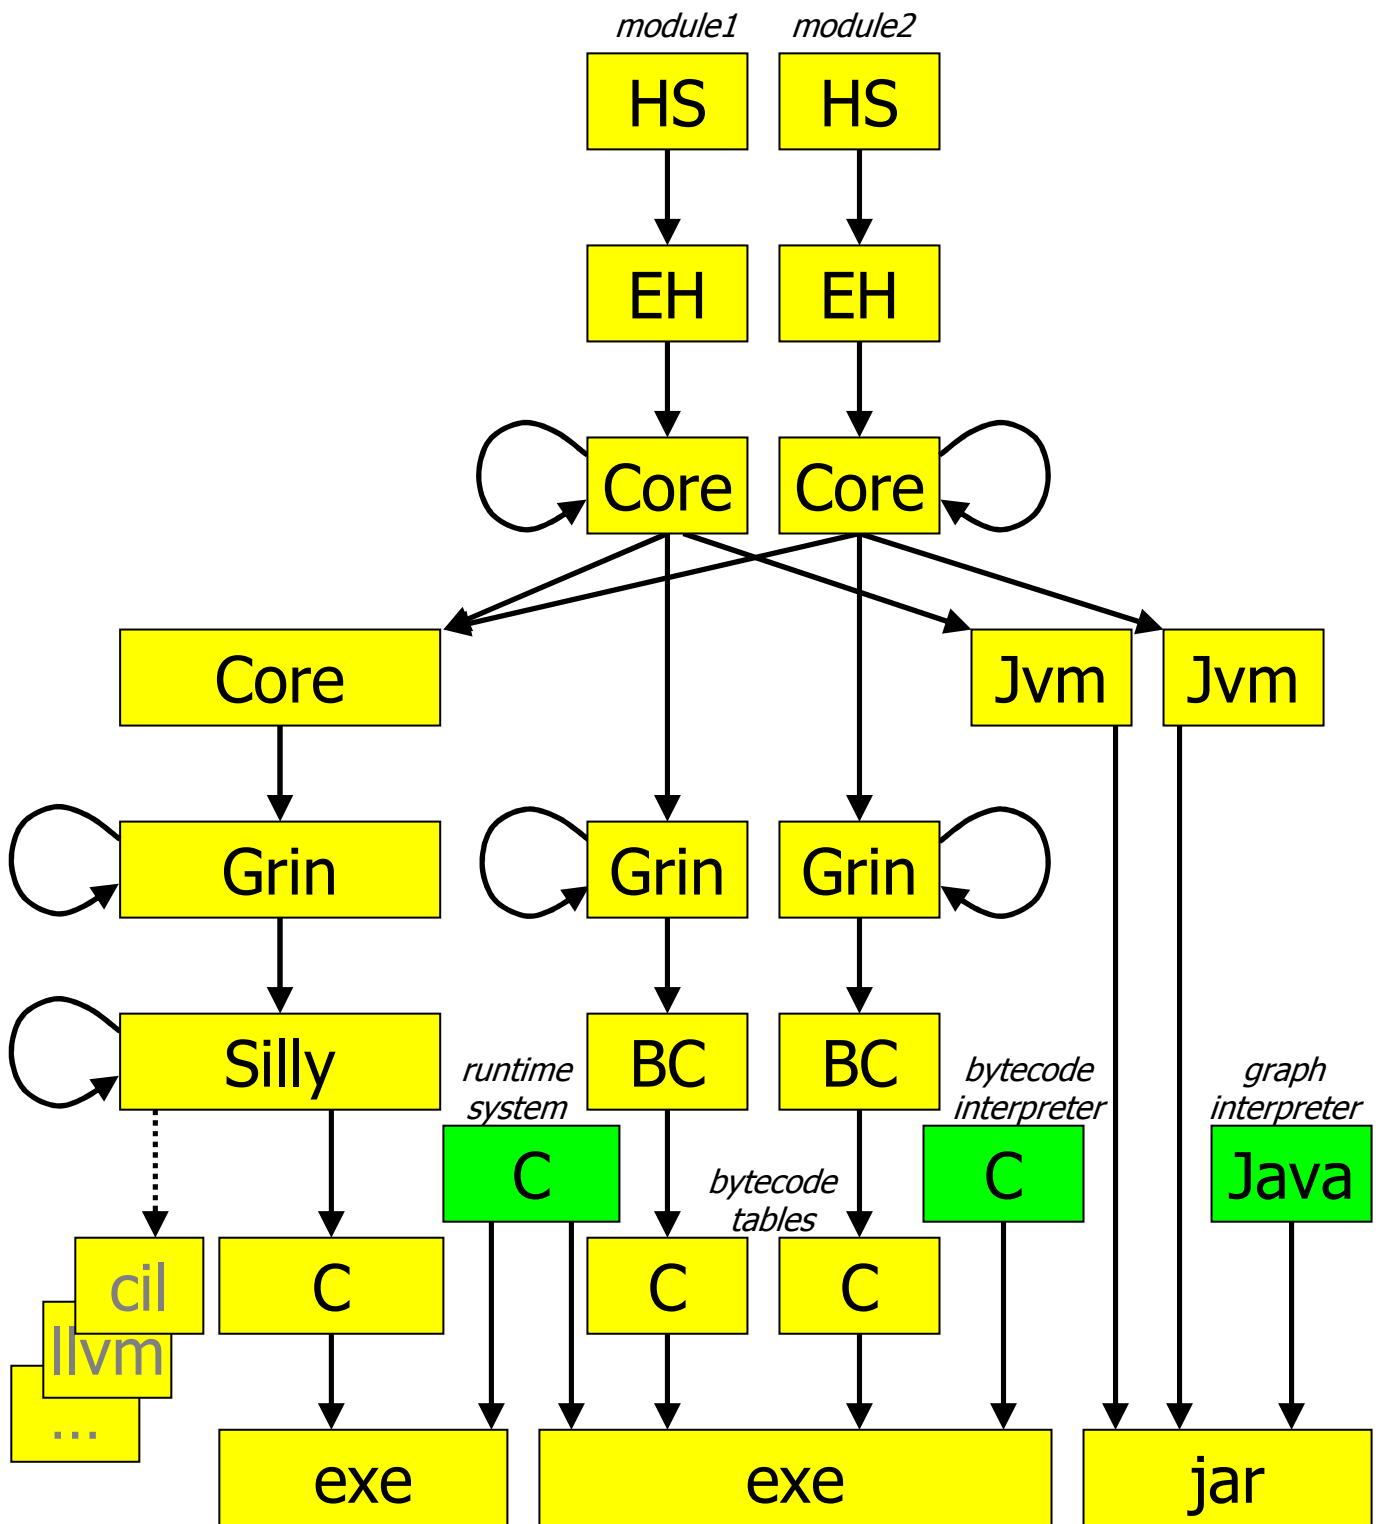 module1
module2
HS
HS
EH
EH
Core
Core
Core
Jvm
Jvm
Grin
Grin
Grin
Silly
runtime
system
BC
BC
bytecode
interpreter
graph
interpreter
C
bytecode
tables
C
Java
cil
llvm
...
C
C
C
exe
exe
jar